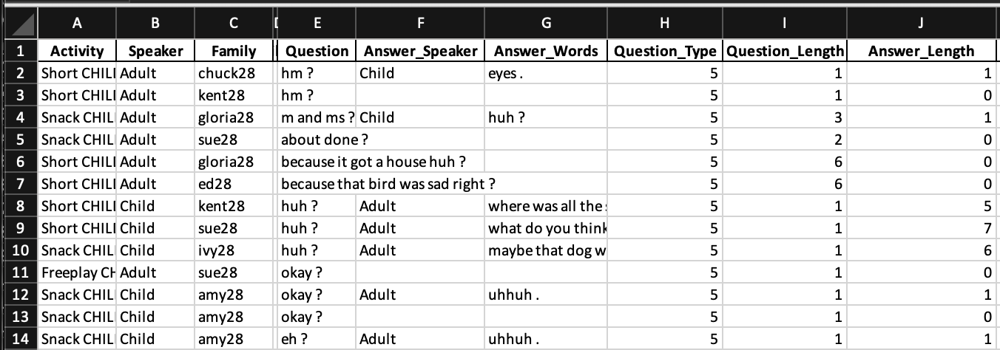 A B C D E F G H I J
1 Activity Speaker Family Question Answer_Speaker Answer_Words Question_Type Question_Length Answer_Length
2 Short CHIL Adult chuck28 hm ? Child eyes . 5 1 1
3 Short CHIL Adult kent28 hm ? 5 1 0
4 Snack CHIL Adult gloria28 m and ms ? Child huh ? 5 3 1
5 Snack CHIL Adult sue28 about done ? 5 2 0
6 Short CHIL Adult gloria28 because it got a house huh ? 5 6 0
7 Short CHIL Adult ed28 because that bird was sad right ? 5 6 0
8 Short CHIL Child kent28 huh ? Adult where was all the 5 1 5
9 Short CHIL Child sue28 huh ? Adult what do you think 5 1 7
10 Snack CHIL Child ivy28 huh ? Adult maybe that dog w 5 1 6
11 Freeplay CH Adult sue28 okay ? 5 1 0
12 Snack CHIL Child amy28 okay ? Adult uhhuh . 5 1 1
13 Snack CHIL Child amy28 okay ? 5 1 0
14 Snack CHIL Child amy28 eh ? Adult uhhuh . 5 1 1